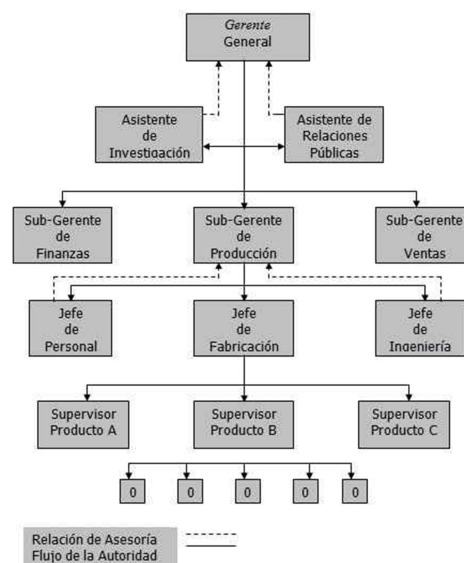 Gerente
General
Asistente
de
Investigación
Asistente de
Relaciones
Públicas
Sub-Gerente
de
Finanzas
Sub-Gerente
de
Producción
Sub-Gerente
de
Ventas
Jefe
de
Personal
Jefe
de
Fabricación
Jefe
de
Ingeniería
Supervisor
Producto A
Supervisor
Producto B
Supervisor
Producto C
0 0 0 0 0
Relación de Asesoría
Flujo de la Autoridad